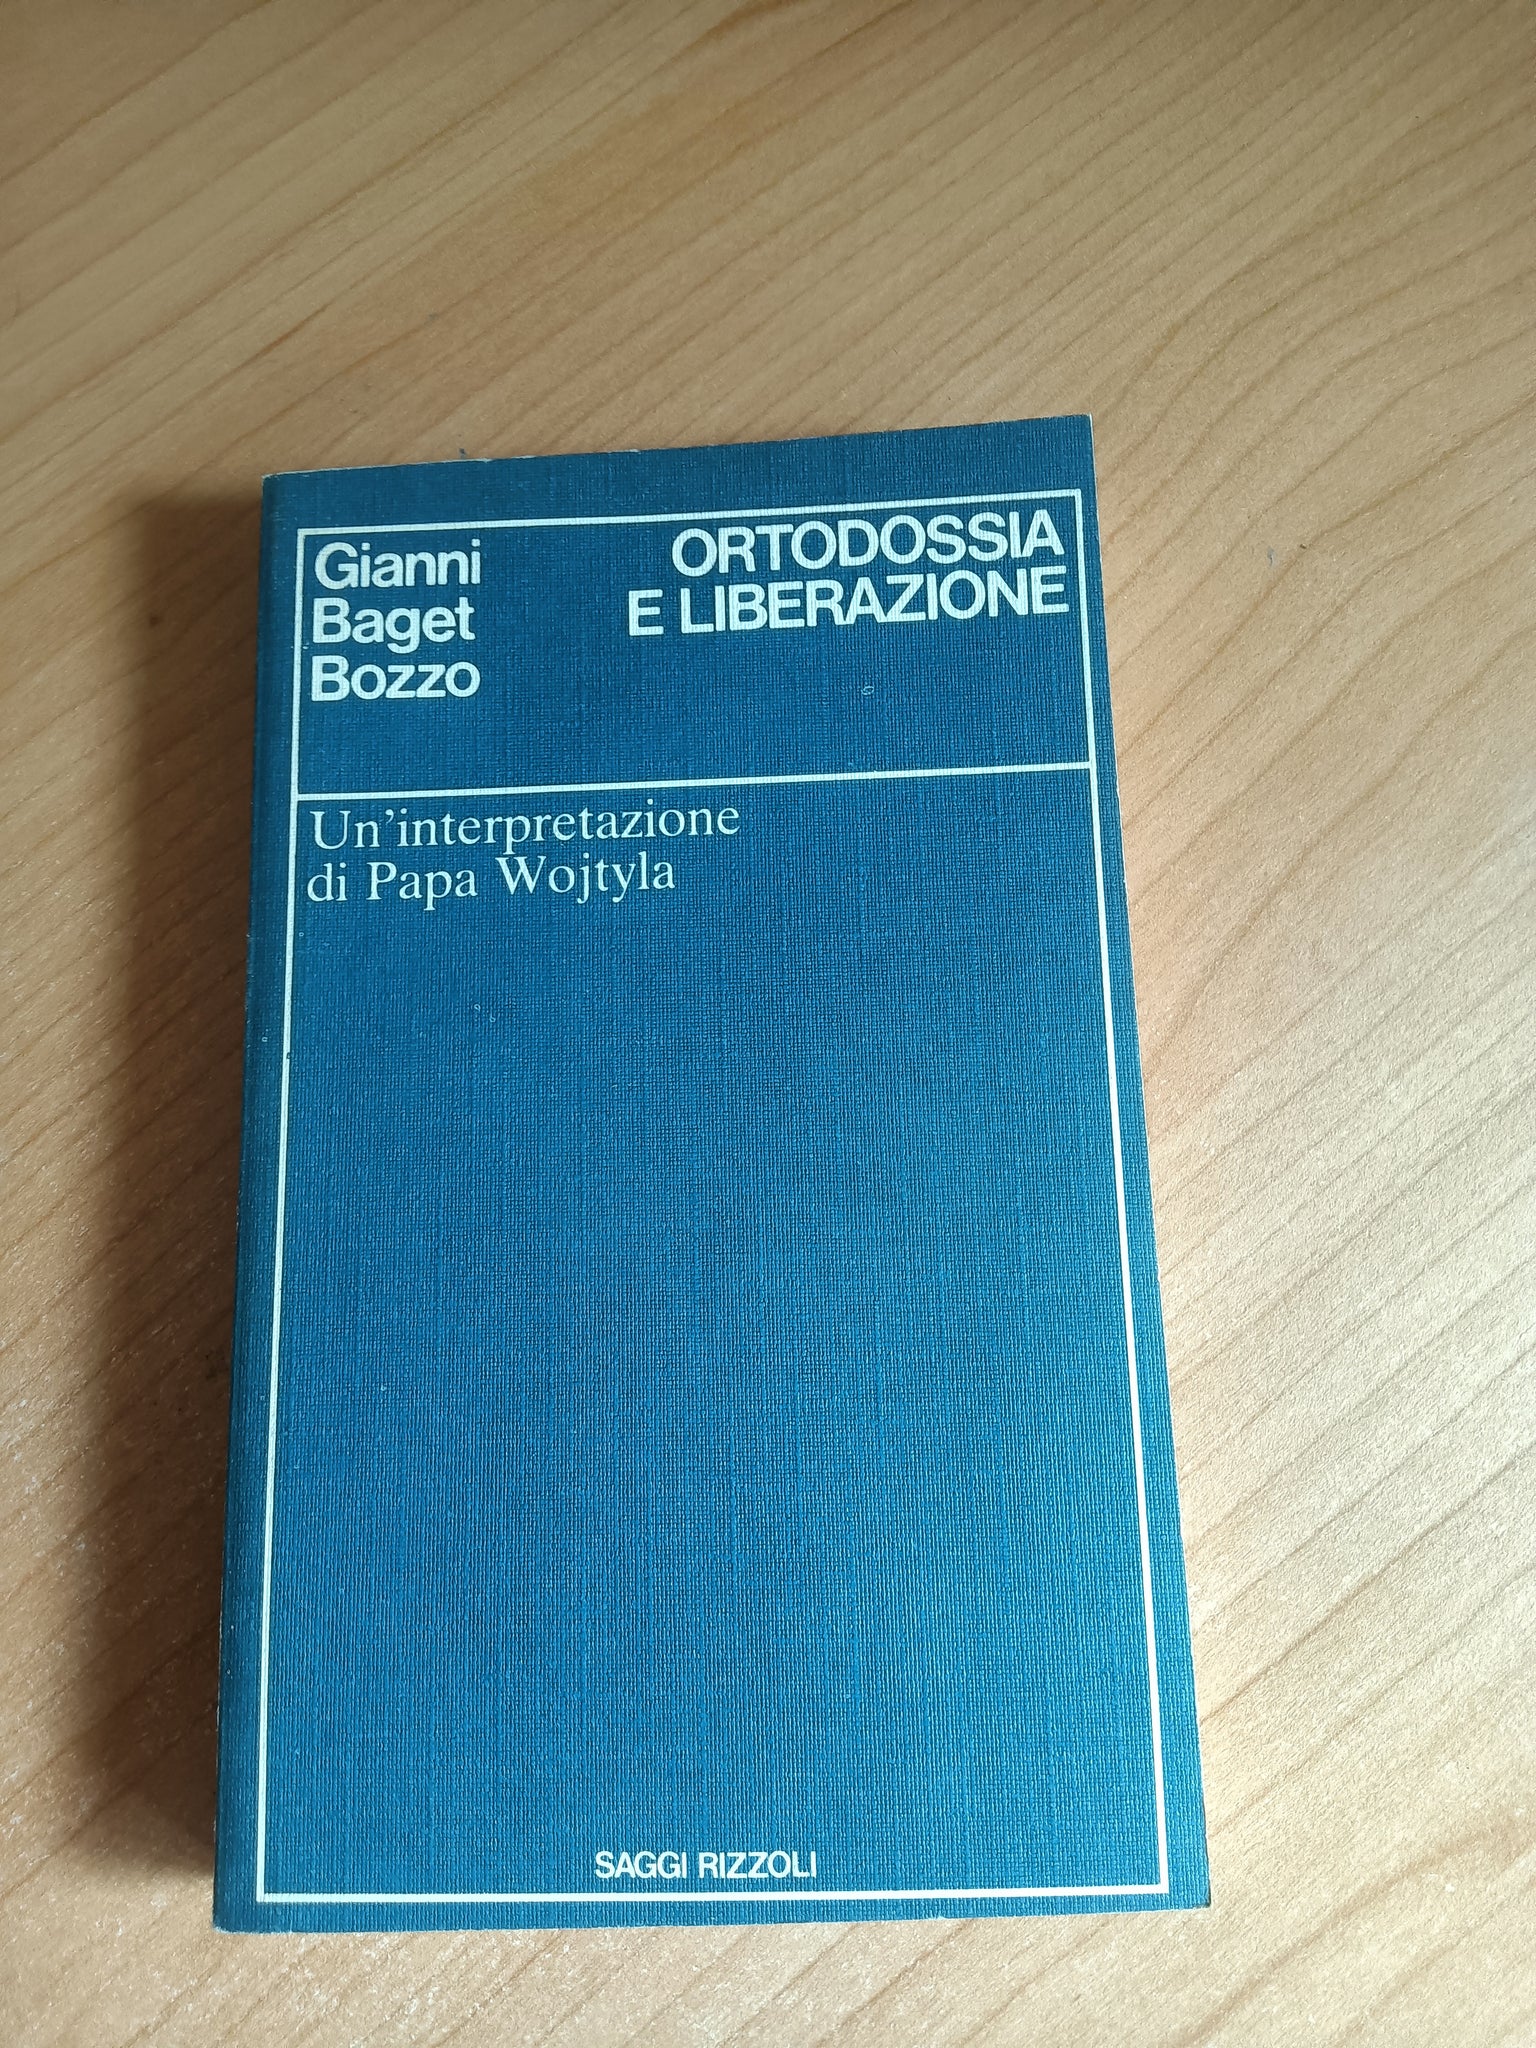 Gianni
Baget
Bozzo
ORTODOSSIA
E LIBERAZIONE
Un'interpretazione
di Papa Wojtyla
SAGGI RIZZOLI